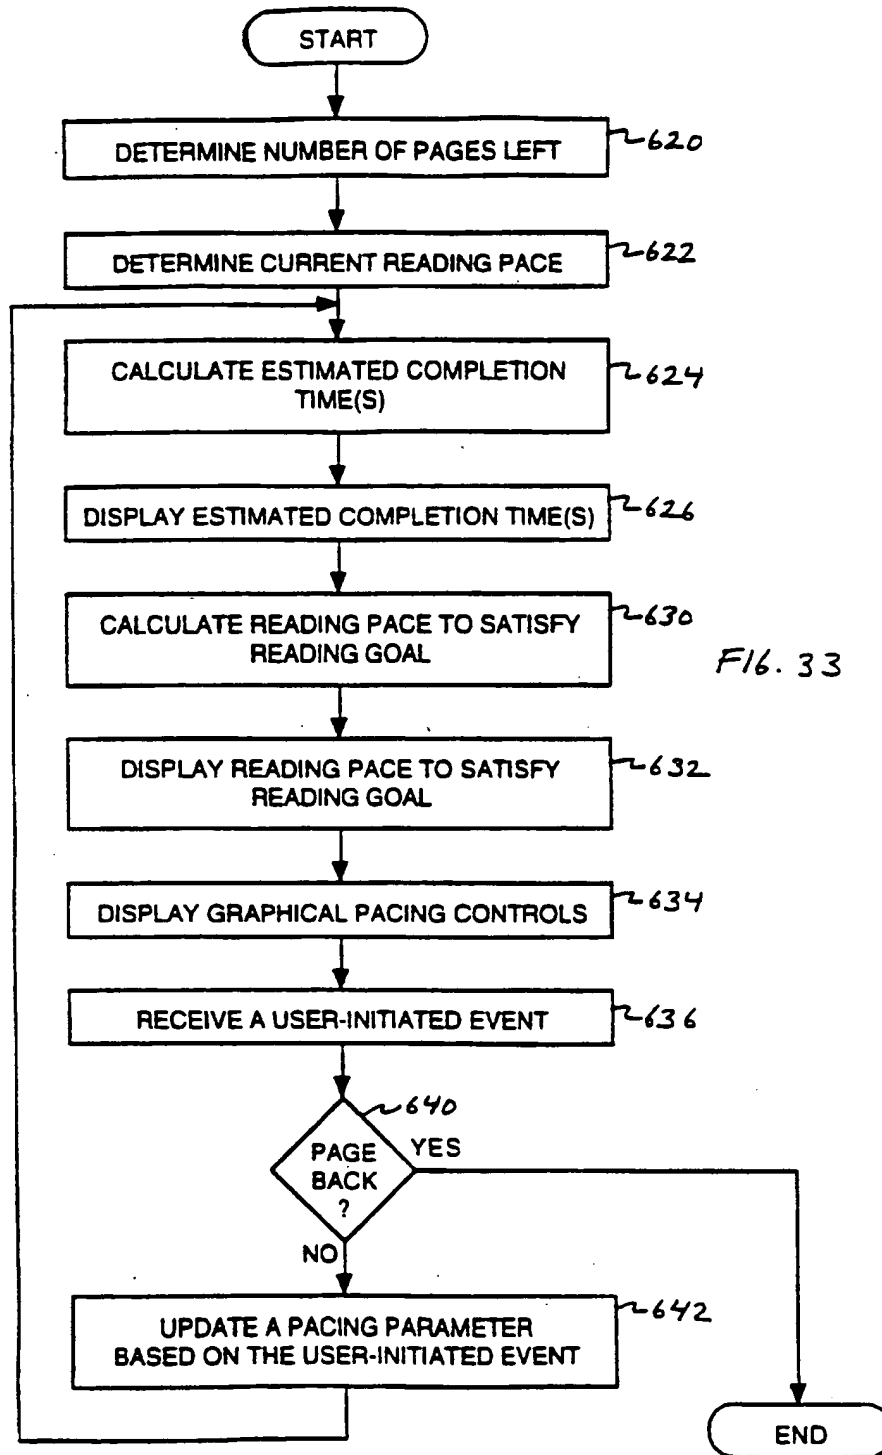 START
DETERMINE NUMBER OF PAGES LEFT
620
DETERMINE CURRENT READING PACE
622
CALCULATE ESTIMATED COMPLETION
TIME(S)
624
DISPLAY ESTIMATED COMPLETION TIME(S)
626
CALCULATE READING PACE TO SATISFY
READING GOAL
630
FIG. 33
DISPLAY READING PACE TO SATISFY
READING GOAL
632
DISPLAY GRAPHICAL PACING CONTROLS
634
RECEIVE A USER-INITIATED EVENT
636
640
PAGE
BACK
?
YES
NO
UPDATE A PACING PARAMETER
BASED ON THE USER-INITIATED EVENT
642
END